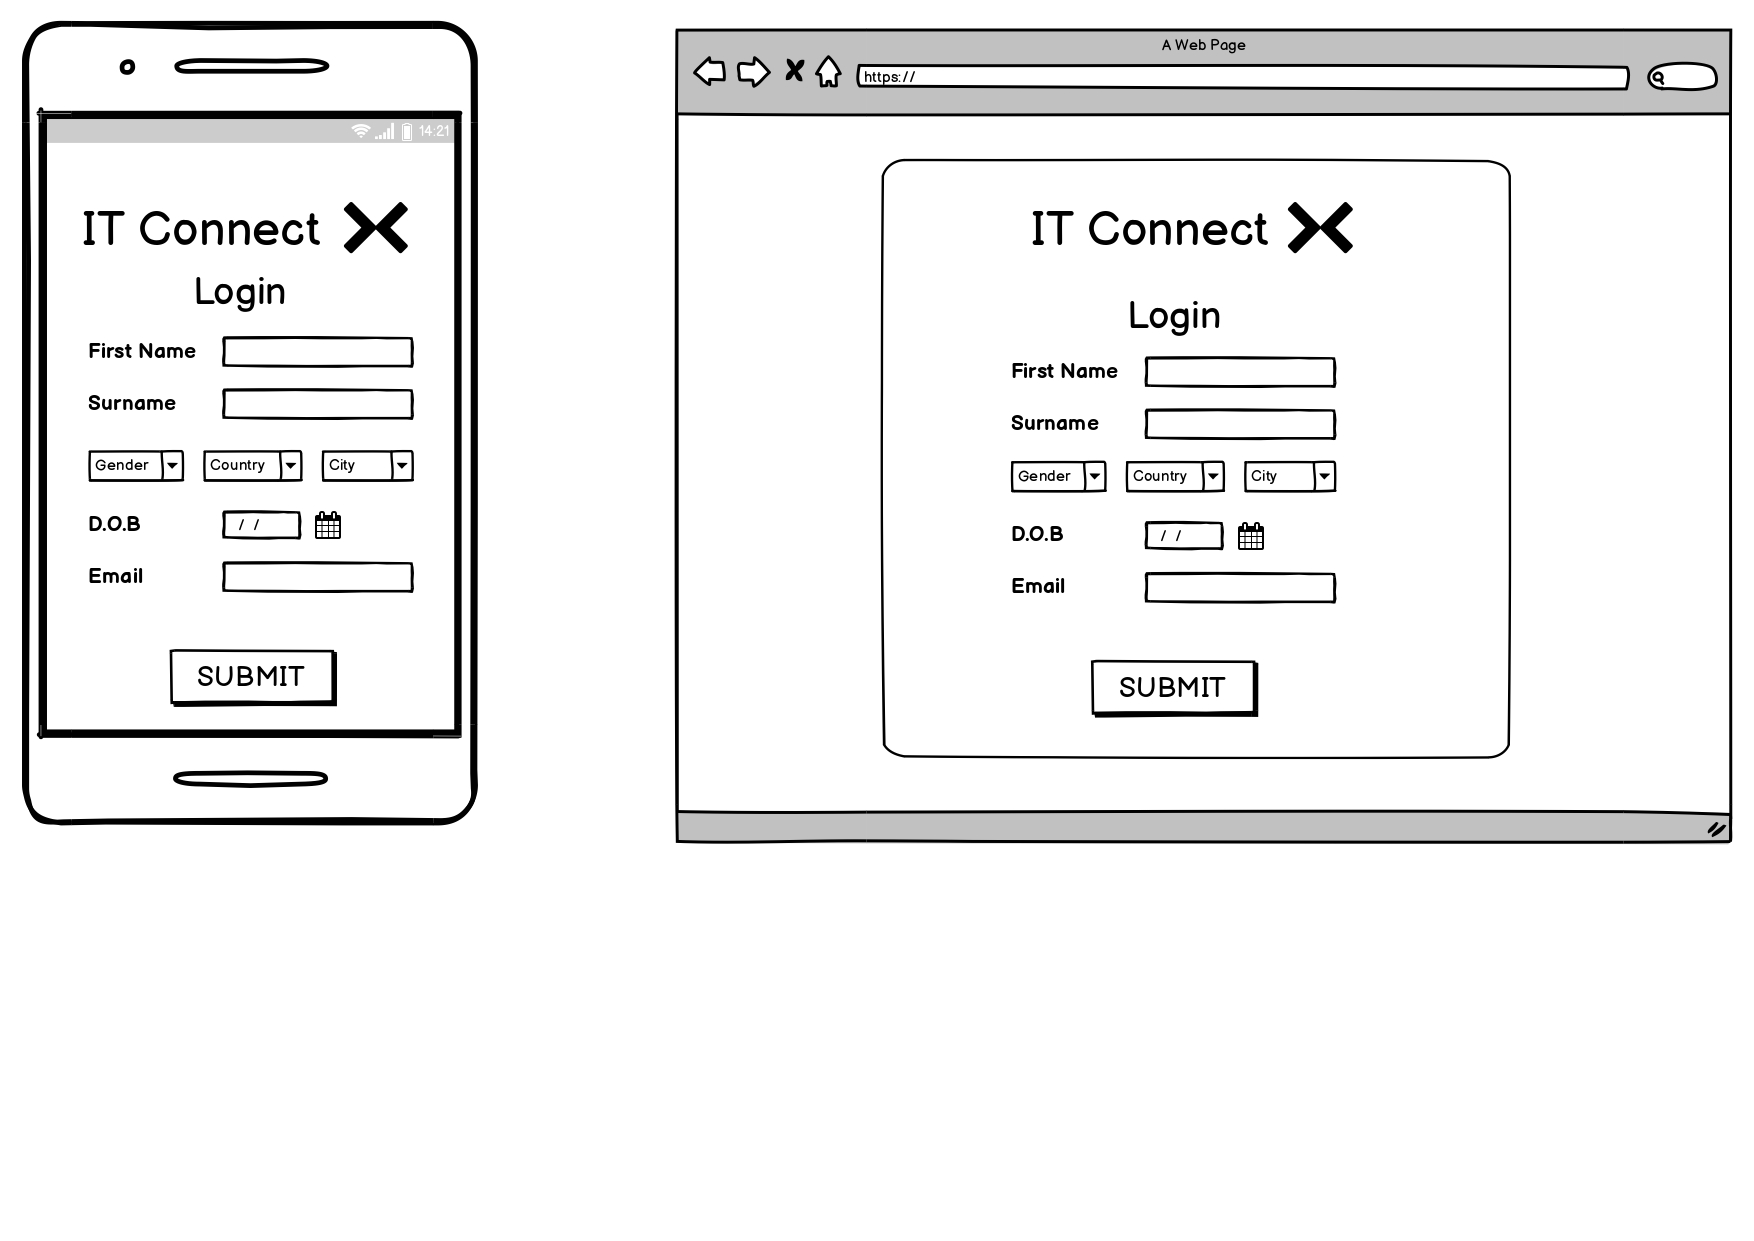 14:21
IT Connect
Login
First Name
Surname
Gender Country City
D.O.B / /
Email
SUBMIT
A Web Page
https://
IT Connect
Login
First Name
Surname
Gender Country City
D.O.B / /
Email
SUBMIT